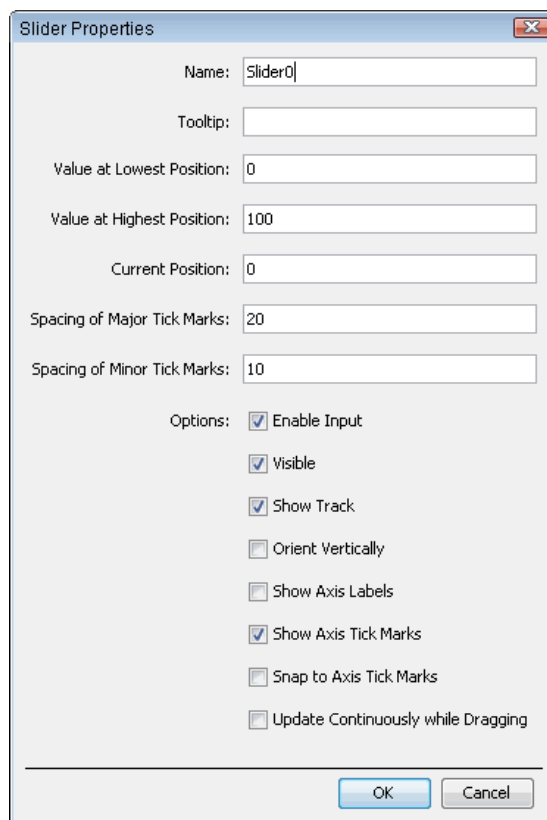 Slider Properties
Name: Slider0
Tooltip:
Value at Lowest Position: 0
Value at Highest Position: 100
Current Position: 0
Spacing of Major Tick Marks: 20
Spacing of Minor Tick Marks: 10
Options: Enable Input
Visible
Show Track
Orient Vertically
Show Axis Labels
Show Axis Tick Marks
Snap to Axis Tick Marks
Update Continuously while Dragging
OK Cancel